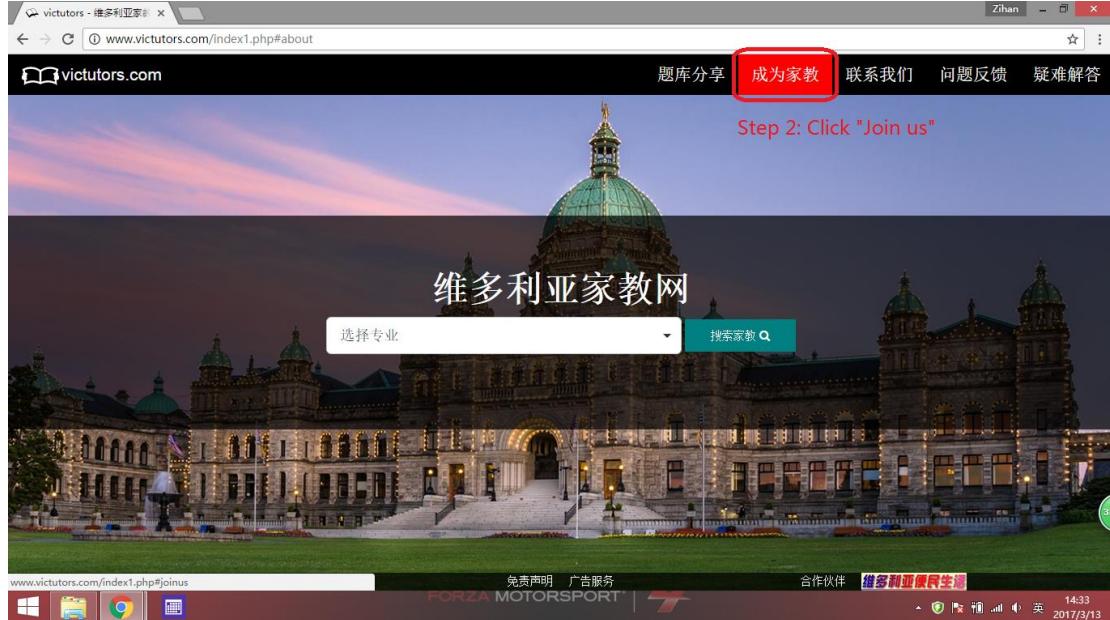 victutors - 维多利亚家教
Zihan
www.victutors.com/index1.php#about
victutors.com
题库分享 成为家教 联系我们 问题反馈 疑难解答
Step 2: Click "Join us"
维多利亚家教网
选择专业
搜索家教
www.victutors.com/index1.php#joinus
免责声明 广告服务
合作伙伴 维多利亚便民生活
FORZA MOTORSPORT
英
14:33
2017/3/13